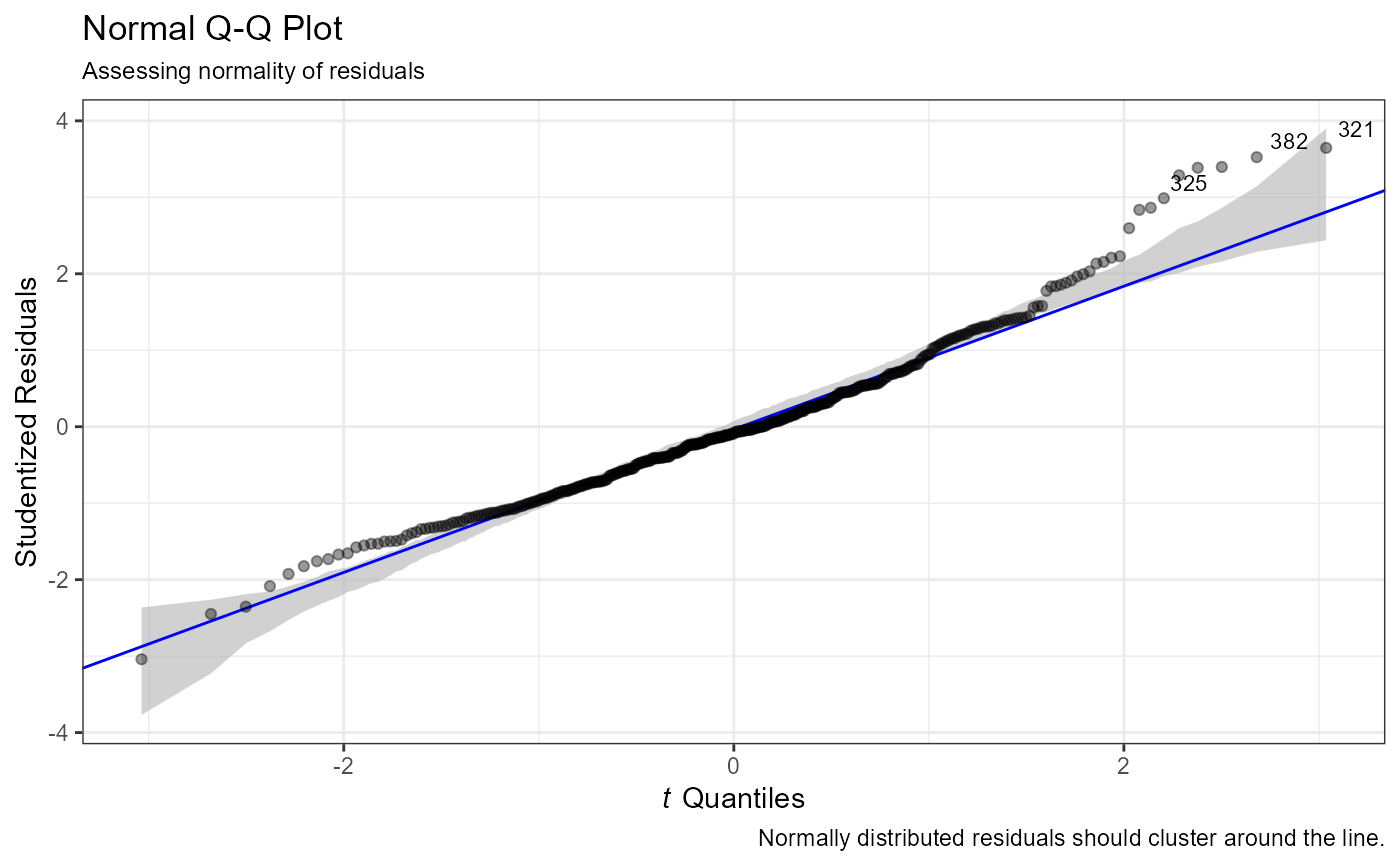 Normal Q-Q Plot
Assessing normality of residuals
4
2
0
-2
-4
Studentized Residuals
321
382
325
-2
0
2
t Quantiles
Normally distributed residuals should cluster around the line.